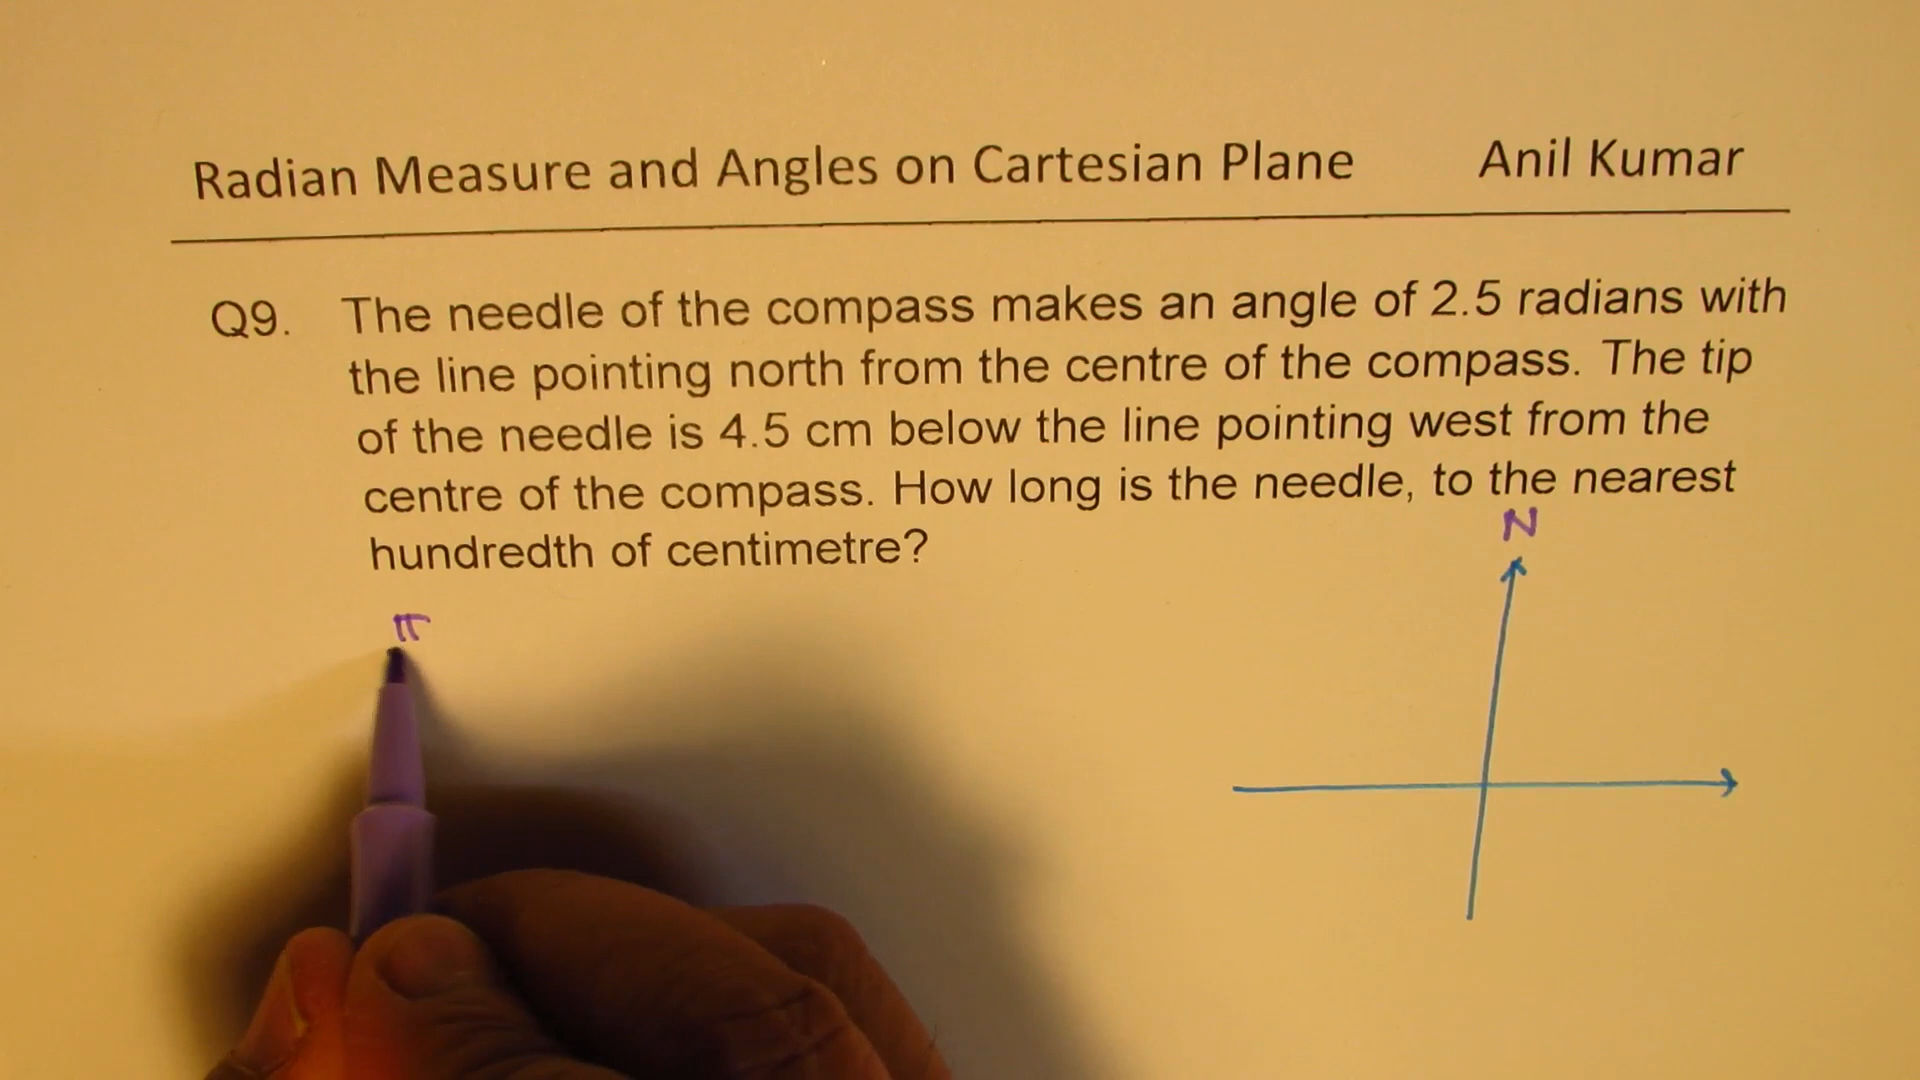 Radian Measure and Angles on Cartesian Plane Anil Kumar
Q9. The needle of the compass makes an angle of 2.5 radians with
the line pointing north from the centre of the compass. The tip
of the needle is 4.5 cm below the line pointing west from the
centre of the compass. How long is the needle, to the nearest
hundredth of centimetre?
N
π